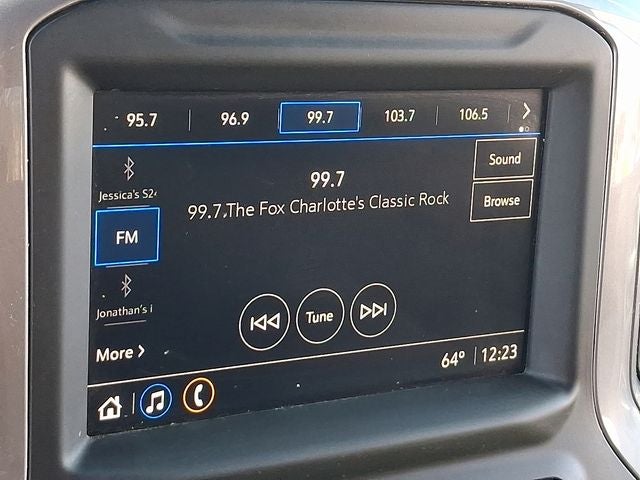 95.7 96.9 99.7 103.7 106.5
Jessica's S24
FM
Jonathan's i
More
99.7
99.7,The Fox Charlotte's Classic Rock
Sound
Browse
Tune
64° 12:23